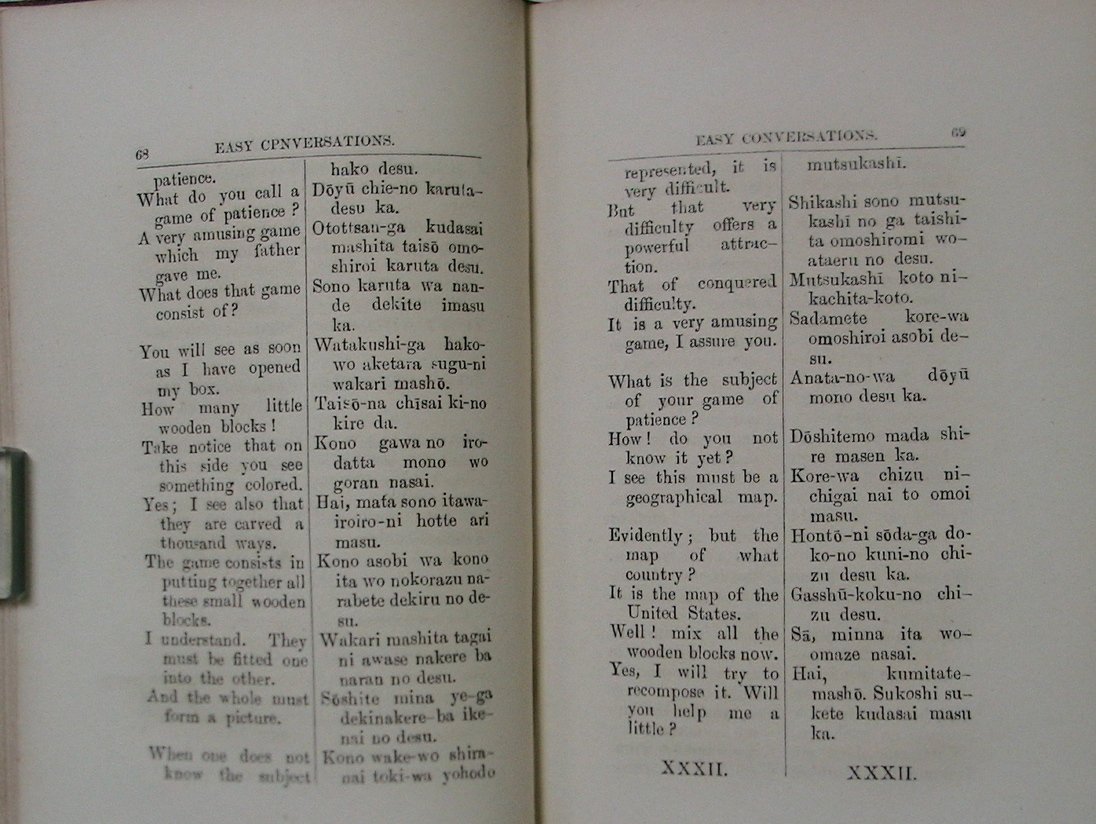 68
EASY CPNVERSATIONS.
patience.
What do you call a
game of patience ?
A very amusing game
which my father
gave me.
What does that game
consist of ?
You will see as soon
as I have opened
my box.
How many little
wooden blocks !
Take notice that on
this side you see
something colored.
Yes ; I see also that
they are carved a
thousand ways.
The game consists in
putting together all
these small wooden
blocks.
I understand. They
must be fitted one
into the other.
And the whole must
form a picture.
When one does not
know the subject
hako desu.
Dōyū chie-no karuta-
desu ka.
Otottsan-ga kudasai
mashita taisō omo-
shiroi karuta desu.
Sono karuta wa nan-
de dekite imasu
ka.
Watakushi-ga hako-
wo aketara sugu-ni
wakari mashō.
Taisō-na chīsai ki-no
kire da.
Kono gawa no iro-
datta mono wo
goran nasai.
Hai, mata sono itawa-
iroiro-ni hotte ari
masu.
Kono asobi wa kono
ita wo nokorazu na-
rabete dekiru no de-
su.
Wakari mashita tagai
ni awase nakere ba
naran no desu.
Sōshite mina ye-ga
dekinakere-ba ike-
nai no desu.
Kono wake-wo shira-
nai toki-wa yohodo
EASY CONVERSATIONS.
69
represented, it is
very difficult.
But that very
difficulty offers a
powerful attrac-
tion.
That of conquered
difficulty.
It is a very amusing
game, I assure you.
What is the subject
of your game of
patience ?
How ! do you not
know it yet ?
I see this must be a
geographical map.
Evidently ; but the
map of what
country ?
It is the map of the
United States.
Well ! mix all the
wooden blocks now.
Yes, I will try to
recompose it. Will
you help me a
little ?
XXXII.
mutsukashi.
Shikashi sono mutsu-
kashī no ga taishi-
ta omoshiromi wo-
ataeru no desu.
Mutsukashī koto ni-
kachita-koto.
Sadamete kore-wa
omoshiroi asobi de-
su.
Anata-no-wa dōyū
mono desu ka.
Dōshitemo mada shi-
re masen ka.
Kore-wa chizu ni-
chigai nai to omoi
masu.
Hontō-ni sōda-ga do-
ko-no kuni-no chi-
zu desu ka.
Gasshū-koku-no chi-
zu desu.
Sā, minna ita wo-
omaze nasai.
Hai, kumitate-
mashō. Sukoshi su-
kete kudasai masu
ka.
XXXII.